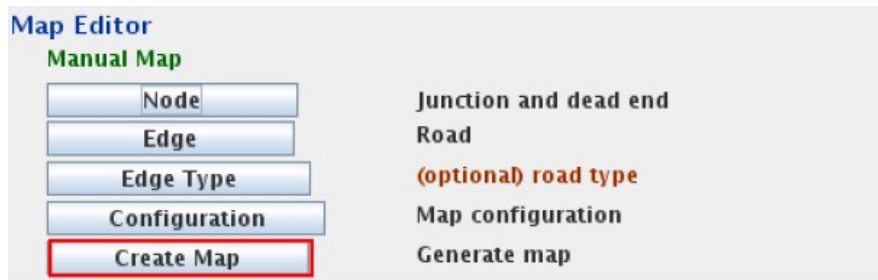 Map Editor
Manual Map
Node Junction and dead end
Edge Road
Edge Type (optional) road type
Configuration Map configuration
Create Map Generate map